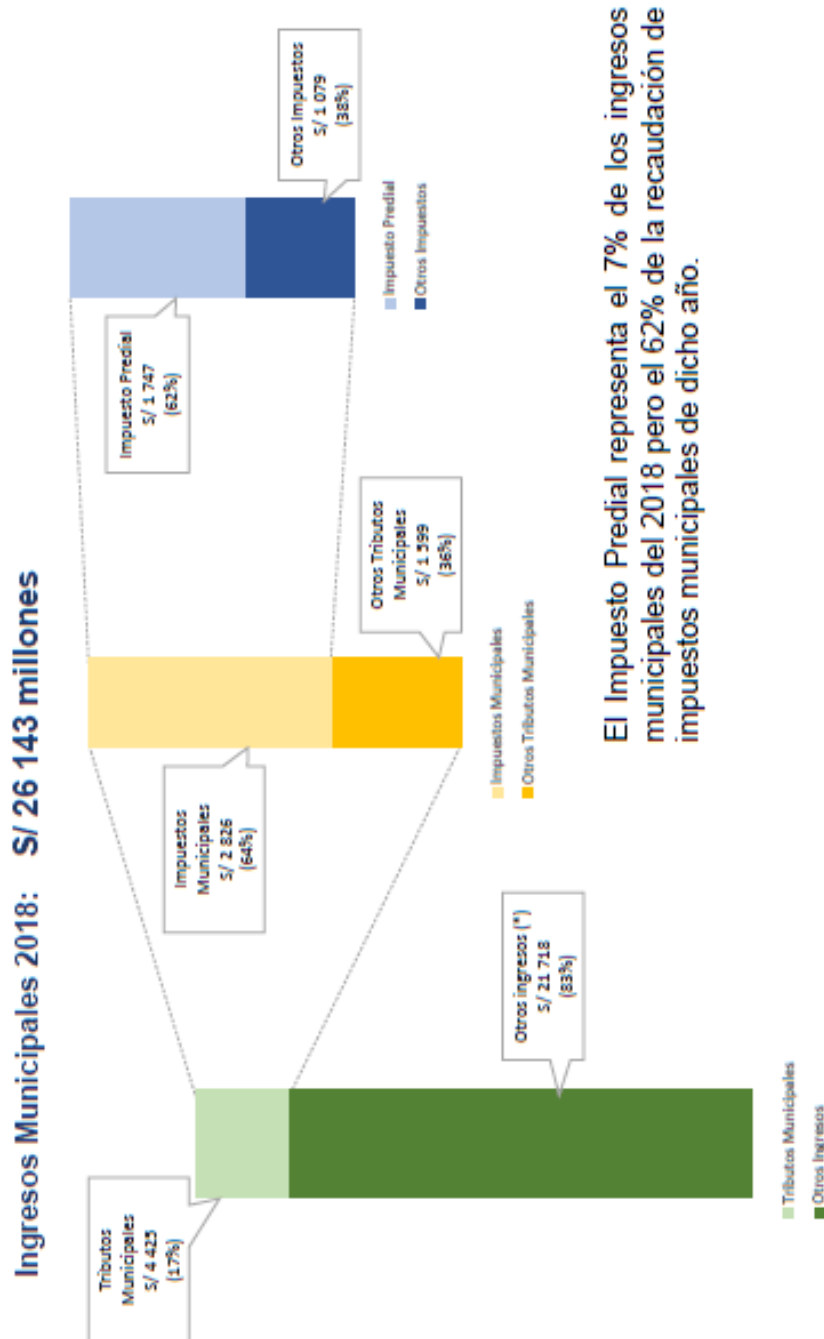 Ingresos Municipales 2018: S/ 26 143 millones
Tributos
Municipales
S/ 4 425
(17%)
Otros ingresos (*)
S/ 21 718
(83%)
Tributos Municipales
Otros Ingresos
Impuestos
Municipales
S/ 2 826
(64%)
Otros Tributos
Municipales
S/ 1 599
(36%)
Impuestos Municipales
Otros Tributos Municipales
Impuesto Predial
S/ 1 747
(62%)
Otros Impuestos
S/ 1 079
(38%)
Impuesto Predial
Otros Impuestos
El Impuesto Predial representa el 7% de los ingresos
municipales del 2018 pero el 62% de la recaudación de
impuestos municipales de dicho año.